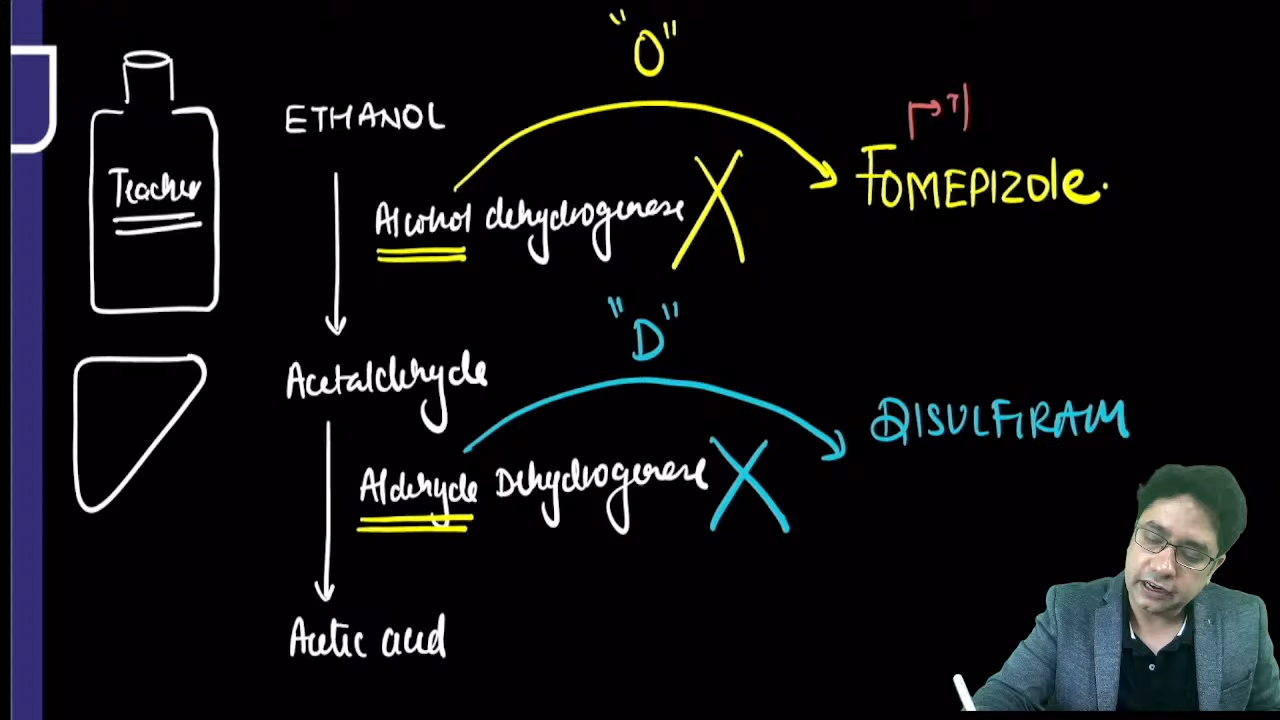 "O"
ETHANOL
Teacher
FOMEPIZOLE.
Alcohol dehydrogenase
"D"
Acetaldehyde
DISULFIRAM
Aldehyde Dehydrogenase
Acetic acid